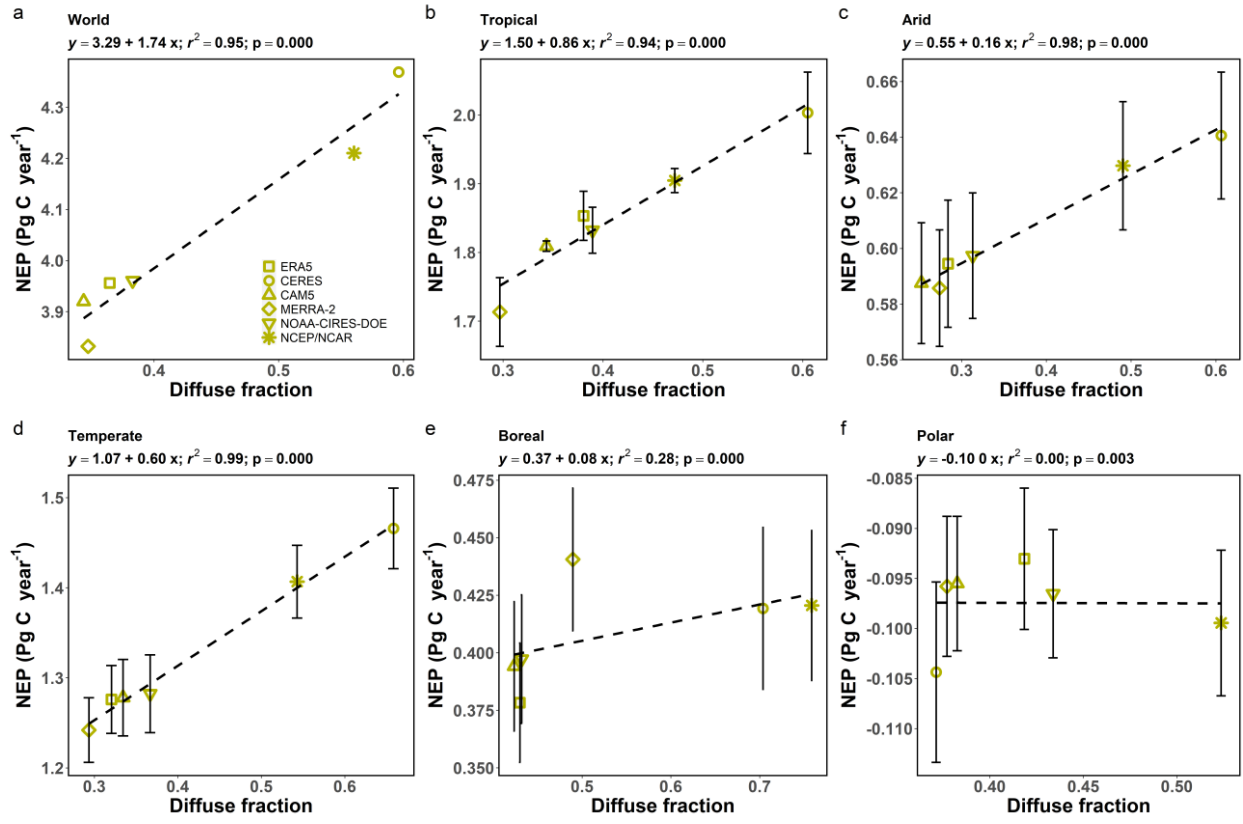 a
World
y = 3.29 + 1.74 x; r² = 0.95; p = 0.000
NEP (Pg C year⁻¹)
4.3
4.2
4.1
4.0
3.9
ERA5
CERES
CAM5
MERRA-2
NOAA-CIRES-DOE
NCEP/NCAR
0.4
0.5
0.6
Diffuse fraction
b
Tropical
y = 1.50 + 0.86 x; r² = 0.94; p = 0.000
NEP (Pg C year⁻¹)
2.0
1.9
1.8
1.7
0.3
0.4
0.5
0.6
Diffuse fraction
c
Arid
y = 0.55 + 0.16 x; r² = 0.98; p = 0.000
NEP (Pg C year⁻¹)
0.66
0.64
0.62
0.60
0.58
0.56
0.3
0.4
0.5
0.6
Diffuse fraction
d
Temperate
y = 1.07 + 0.60 x; r² = 0.99; p = 0.000
NEP (Pg C year⁻¹)
1.5
1.4
1.3
1.2
0.3
0.4
0.5
0.6
Diffuse fraction
e
Boreal
y = 0.37 + 0.08 x; r² = 0.28; p = 0.000
NEP (Pg C year⁻¹)
0.475
0.450
0.425
0.400
0.375
0.350
0.5
0.6
0.7
Diffuse fraction
f
Polar
y = -0.10 0 x; r² = 0.00; p = 0.003
NEP (Pg C year⁻¹)
-0.085
-0.090
-0.095
-0.100
-0.105
-0.110
0.40
0.45
0.50
Diffuse fraction